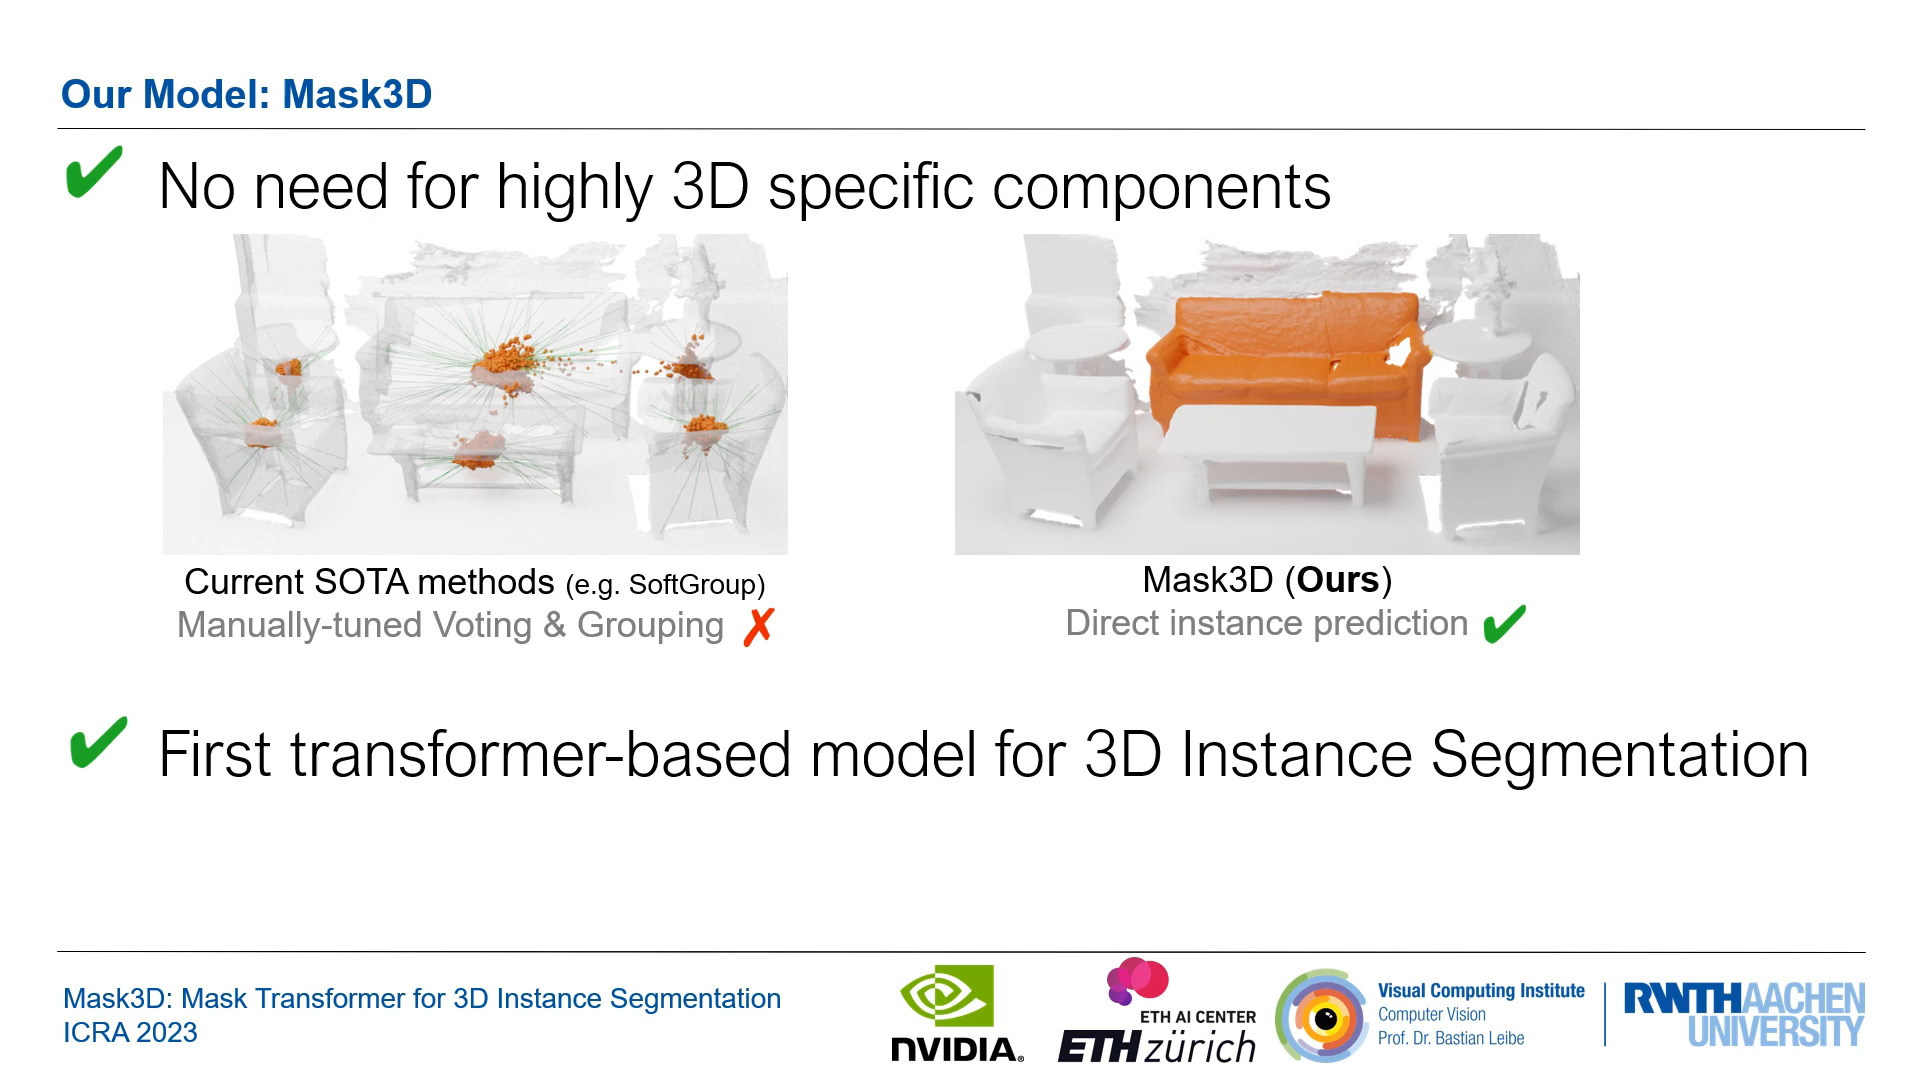 Our Model: Mask3D
✔ No need for highly 3D specific components
Current SOTA methods (e.g. SoftGroup)
Manually-tuned Voting & Grouping ✗
Mask3D (Ours)
Direct instance prediction ✔
✔ First transformer-based model for 3D Instance Segmentation
Mask3D: Mask Transformer for 3D Instance Segmentation
ICRA 2023
NVIDIA®
ETH AI CENTER
ETH zürich
Visual Computing Institute
Computer Vision
Prof. Dr. Bastian Leibe
RWTH AACHEN
UNIVERSITY